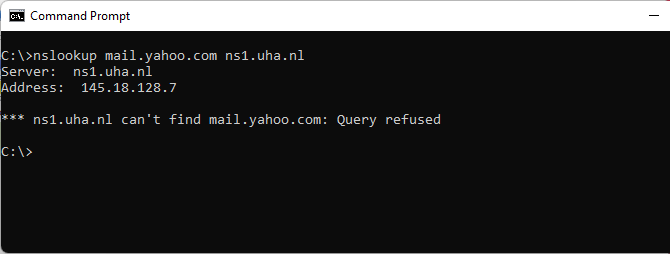 Command Prompt
C:\>nslookup mail.yahoo.com ns1.uha.nl
Server:  ns1.uha.nl
Address:  145.18.128.7
*** ns1.uha.nl can't find mail.yahoo.com: Query refused
C:\>